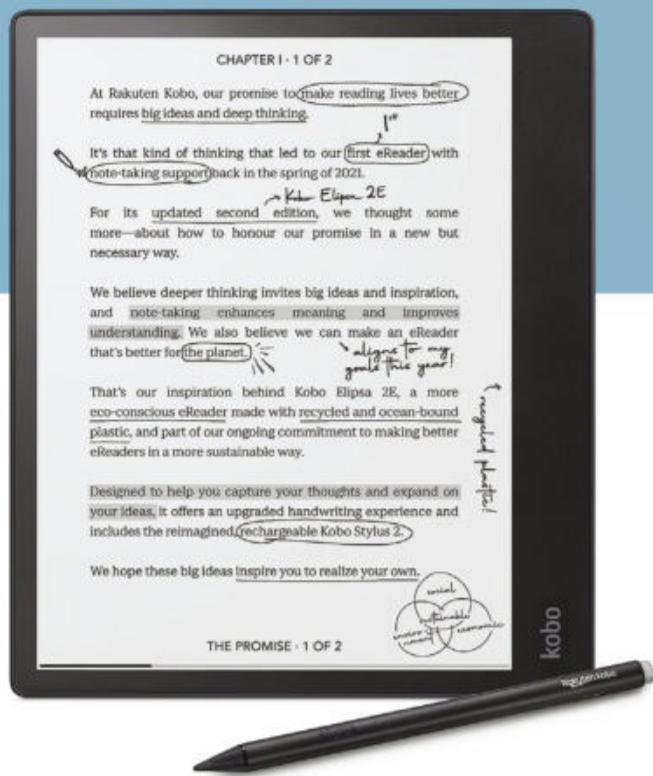 CHAPTER I · 1 OF 2
At Rakuten Kobo, our promise to make reading lives better
requires big ideas and deep thinking.
1st
It's that kind of thinking that led to our first eReader with
note-taking support back in the spring of 2021.
Kobo Elipsa 2E
For its updated second edition, we thought some
more—about how to honour our promise in a new but
necessary way.
We believe deeper thinking invites big ideas and inspiration,
and note-taking enhances meaning and improves
understanding. We also believe we can make an eReader
that's better for the planet.
aligns to my
goals this year!
That's our inspiration behind Kobo Elipsa 2E, a more
eco-conscious eReader made with recycled and ocean-bound
plastic, and part of our ongoing commitment to making better
eReaders in a more sustainable way.
recycled plastic!
Designed to help you capture your thoughts and expand on
your ideas, it offers an upgraded handwriting experience and
includes the reimagined rechargeable Kobo Stylus 2.
We hope these big ideas inspire you to realize your own.
social
sustainable
enviro
nment
economic
THE PROMISE · 1 OF 2
kobo
Rakuten kobo